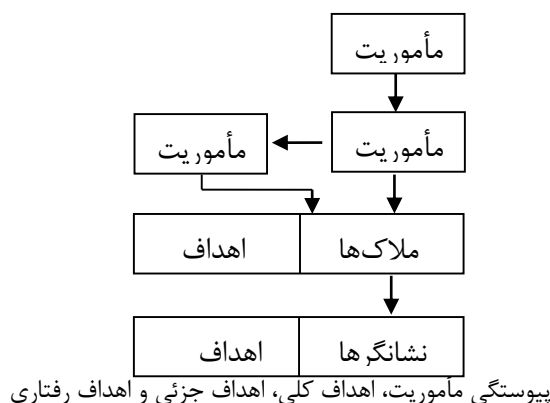 مأموریت
مأموریت
مأموریت
ملاک‌ها
اهداف
نشانگرها
اهداف
پیوستگی مأموریت، اهداف کلی، اهداف جزئی و اهداف رفتاری